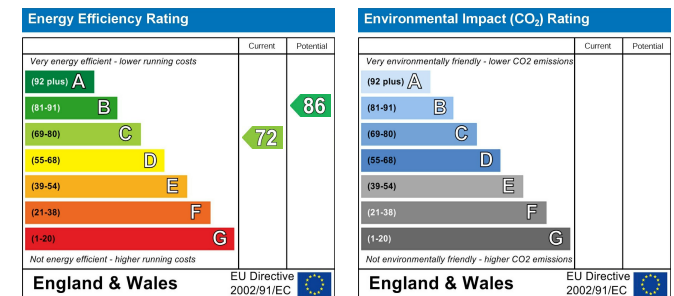 Energy Efficiency Rating
Current Potential
Very energy efficient - lower running costs
(92 plus) A
(81-91) B
86
(69-80) C
72
(55-68) D
(39-54) E
(21-38) F
(1-20) G
Not energy efficient - higher running costs
England & Wales
EU Directive
2002/91/EC
Environmental Impact (CO₂) Rating
Current Potential
Very environmentally friendly - lower CO2 emissions
(92 plus) A
(81-91) B
(69-80) C
(55-68) D
(39-54) E
(21-38) F
(1-20) G
Not environmentally friendly - higher CO2 emissions
England & Wales
EU Directive
2002/91/EC